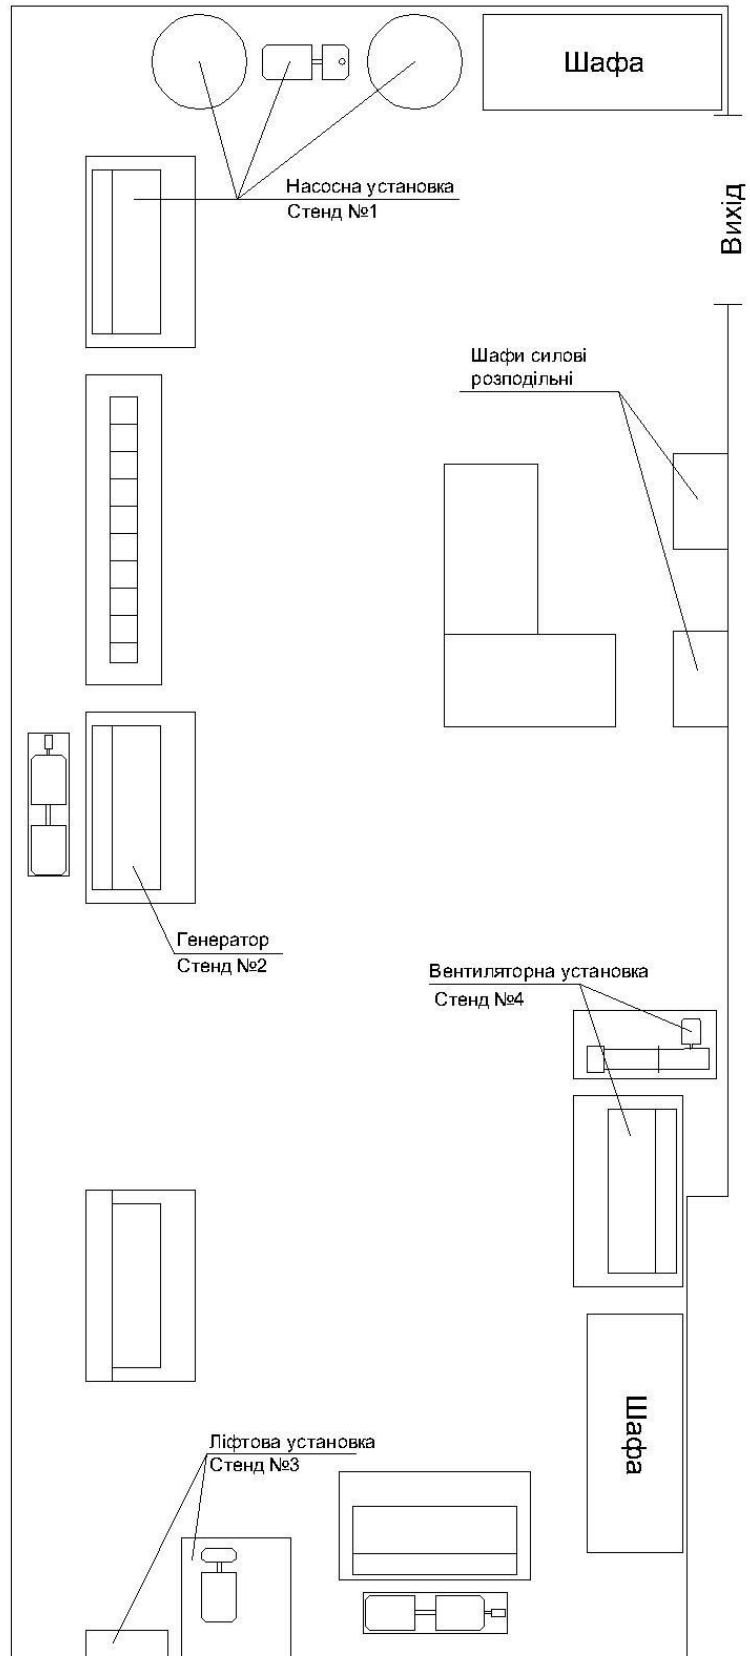 Шафа
Насосна установка
Стенд №1
Вихід
Шафи силові
розподільні
Генератор
Стенд №2
Вентиляторна установка
Стенд №4
Шафа
Ліфтова установка
Стенд №3